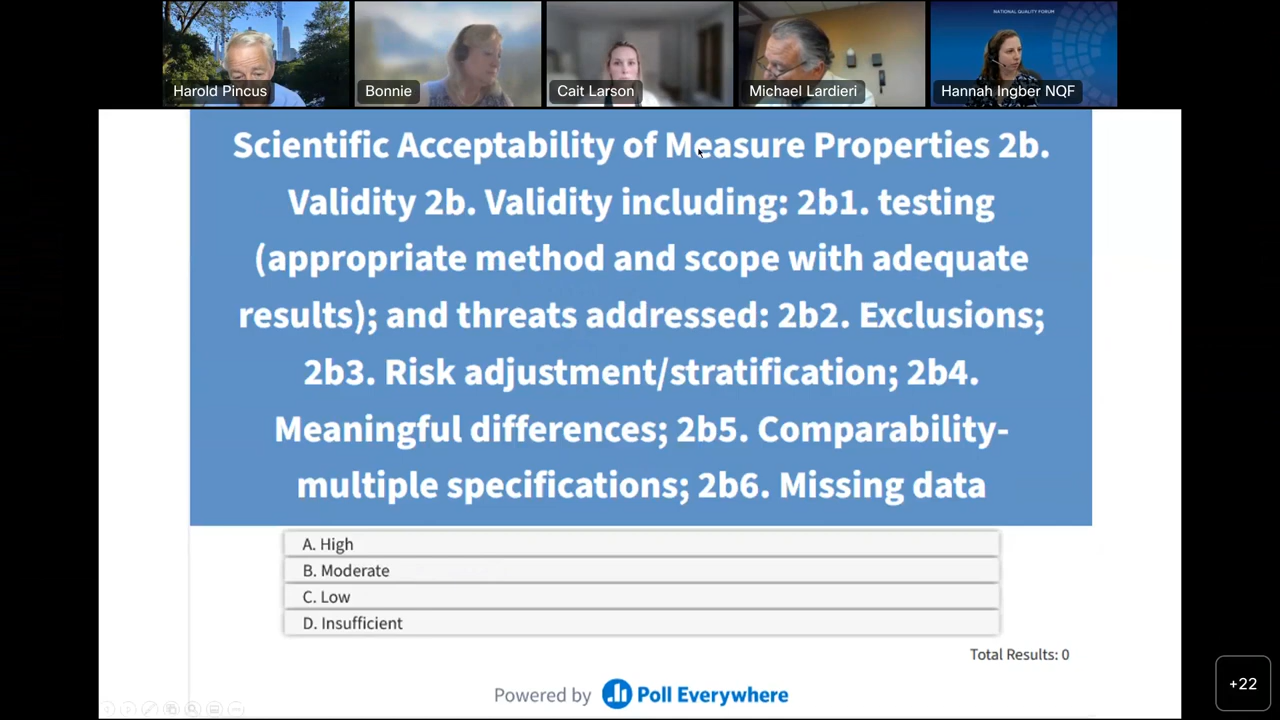 NATIONAL QUALITY FORUM
Harold Pincus
Bonnie
Cait Larson
Michael Lardieri
Hannah Ingber NQF
Scientific Acceptability of Measure Properties 2b.
Validity 2b. Validity including: 2b1. testing
(appropriate method and scope with adequate
results); and threats addressed: 2b2. Exclusions;
2b3. Risk adjustment/stratification; 2b4.
Meaningful differences; 2b5. Comparability-
multiple specifications; 2b6. Missing data
A. High
B. Moderate
C. Low
D. Insufficient
Total Results: 0
Powered by Poll Everywhere
+22